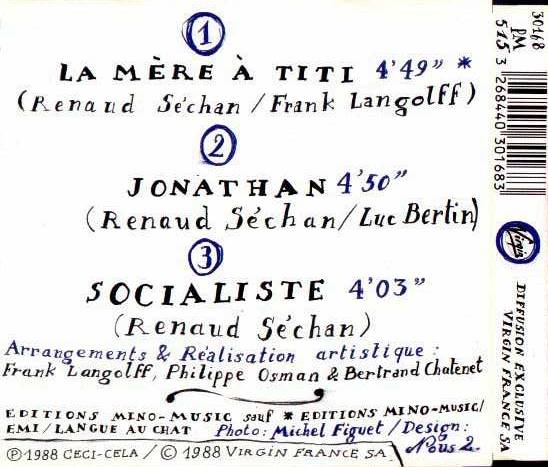 1
LA MÈRE À TITI 4'49" *
(Renaud Séchan / Frank Langolff)
2
JONATHAN 4'50"
(Renaud Séchan / Luc Bertin)
3
SOCIALISTE 4'03"
(Renaud Séchan)
Arrangements & Réalisation artistique :
Frank Langolff, Philippe Osman & Bertrand Chatenet
EDITIONS MINO-MUSIC sauf * EDITIONS MINO-MUSIC/
EMI / LANGUE AU CHAT Photo: Michel Figuet / Design:
Nous 2.
Ⓟ 1988 CECI-CELA / © 1988 VIRGIN FRANCE SA
30168
PM
515
3 268440 301683
Virgin
DIFFUSION EXCLUSIVE
VIRGIN FRANCE SA